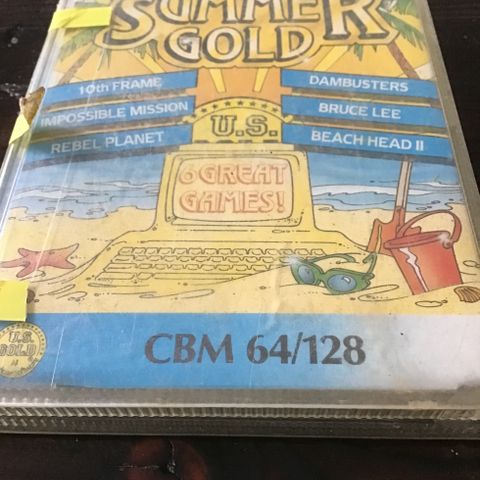 SUMMER
GOLD
10th FRAME
IMPOSSIBLE MISSION
REBEL PLANET
DAMBUSTERS
BRUCE LEE
BEACH HEAD II
U.S.
GOLD
6 GREAT
GAMES!
U.S.
GOLD
CBM 64/128